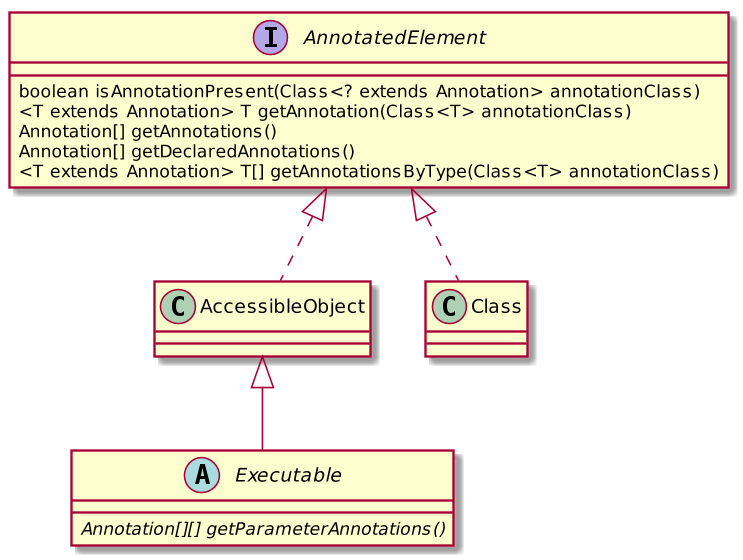 I AnnotatedElement
boolean isAnnotationPresent(Class<? extends Annotation> annotationClass)
<T extends Annotation> T getAnnotation(Class<T> annotationClass)
Annotation[] getAnnotations()
Annotation[] getDeclaredAnnotations()
<T extends Annotation> T[] getAnnotationsByType(Class<T> annotationClass)
C AccessibleObject
C Class
A Executable
Annotation[][] getParameterAnnotations()